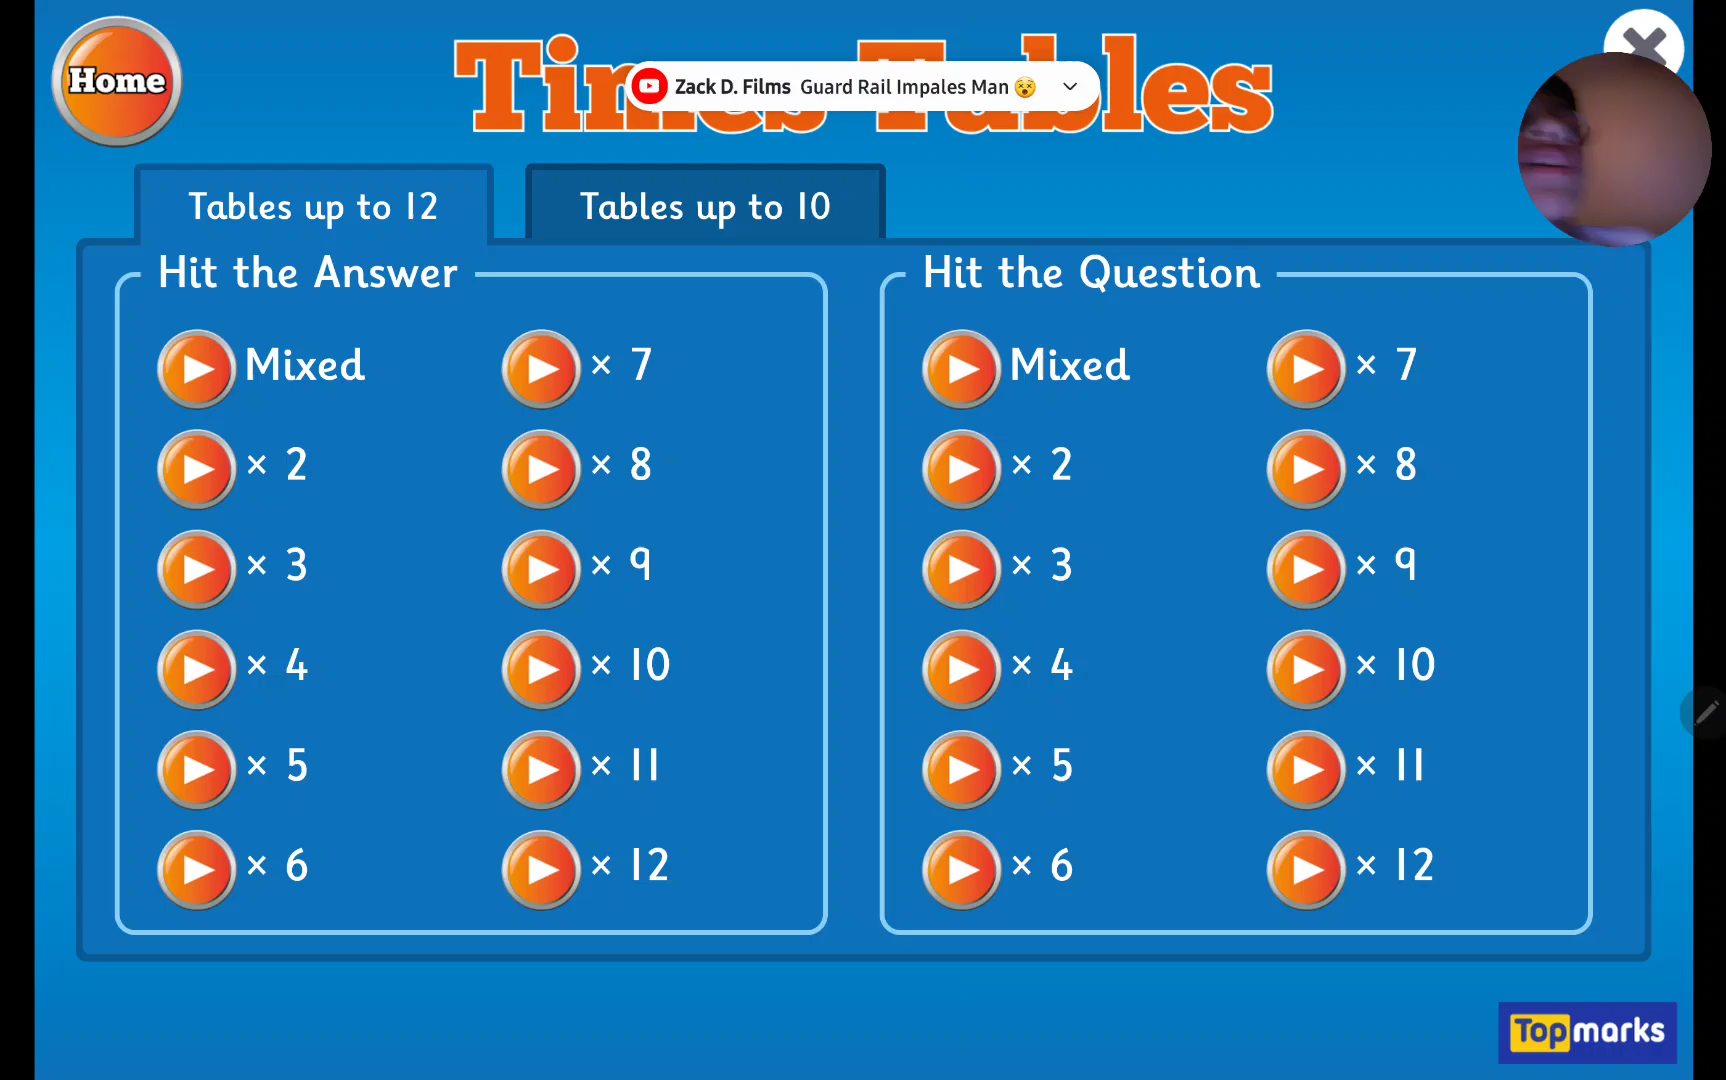 Home
Times Tables
Zack D. Films Guard Rail Impales Man 😵
Tables up to 12
Tables up to 10
Hit the Answer
Mixed
× 7
× 2
× 8
× 3
× 9
× 4
× 10
× 5
× 11
× 6
× 12
Hit the Question
Mixed
× 7
× 2
× 8
× 3
× 9
× 4
× 10
× 5
× 11
× 6
× 12
Topmarks